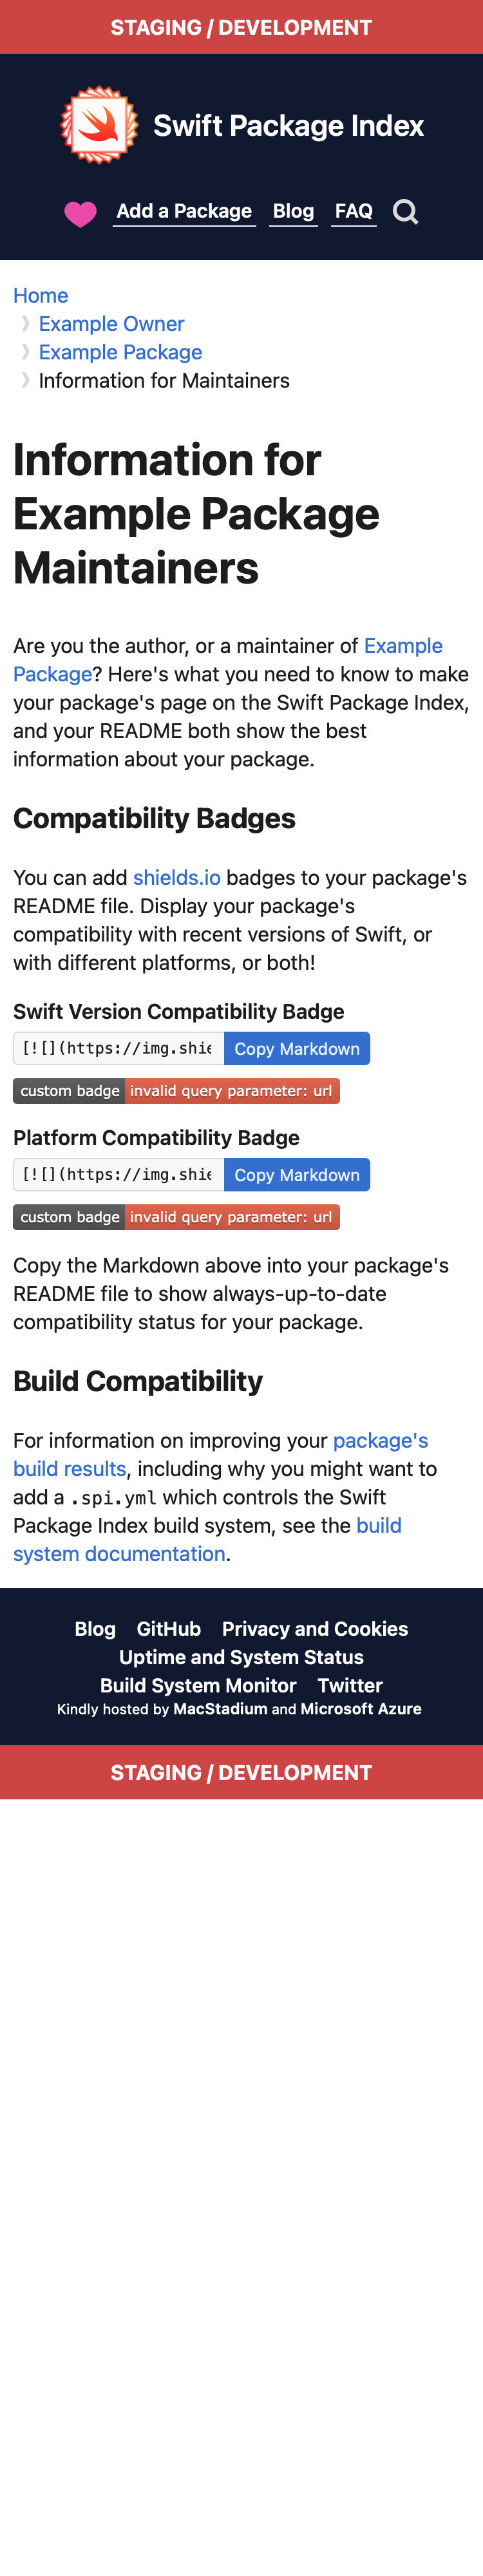 STAGING / DEVELOPMENT
Swift Package Index
Add a Package Blog FAQ
Home
Example Owner
Example Package
Information for Maintainers
Information for
Example Package
Maintainers
Are you the author, or a maintainer of Example
Package? Here's what you need to know to make
your package's page on the Swift Package Index,
and your README both show the best
information about your package.
Compatibility Badges
You can add shields.io badges to your package's
README file. Display your package's
compatibility with recent versions of Swift, or
with different platforms, or both!
Swift Version Compatibility Badge
[![](https://img.shie Copy Markdown
custom badge invalid query parameter: url
Platform Compatibility Badge
[![](https://img.shie Copy Markdown
custom badge invalid query parameter: url
Copy the Markdown above into your package's
README file to show always-up-to-date
compatibility status for your package.
Build Compatibility
For information on improving your package's
build results, including why you might want to
add a .spi.yml which controls the Swift
Package Index build system, see the build
system documentation.
Blog GitHub Privacy and Cookies
Uptime and System Status
Build System Monitor Twitter
Kindly hosted by MacStadium and Microsoft Azure
STAGING / DEVELOPMENT